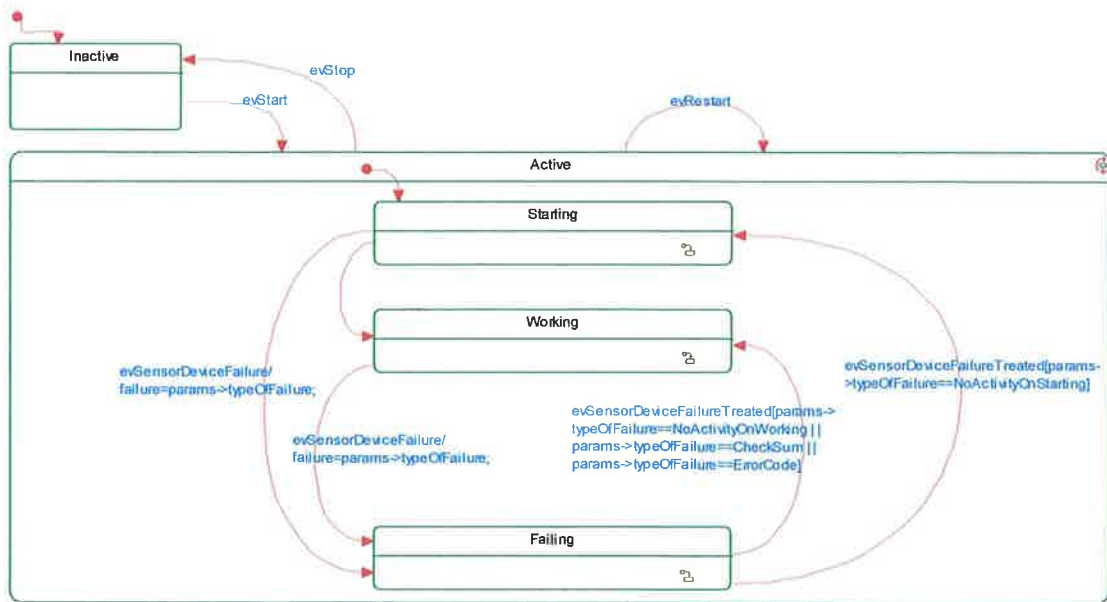 Inactive
evStop
evStart
evRestart
Active
Starting
Working
evSensorDeviceFailure/
failure=params->typeOfFailure;
evSensorDeviceFailureTreated[params-
>typeOfFailure==NoActivityOnStarting]
evSensorDeviceFailureTreated[params->
typeOfFailure==NoActivityOnWorking ||
params->typeOfFailure==CheckSum ||
params->typeOfFailure==ErrorCode]
evSensorDeviceFailure/
failure=params->typeOfFailure;
Failing